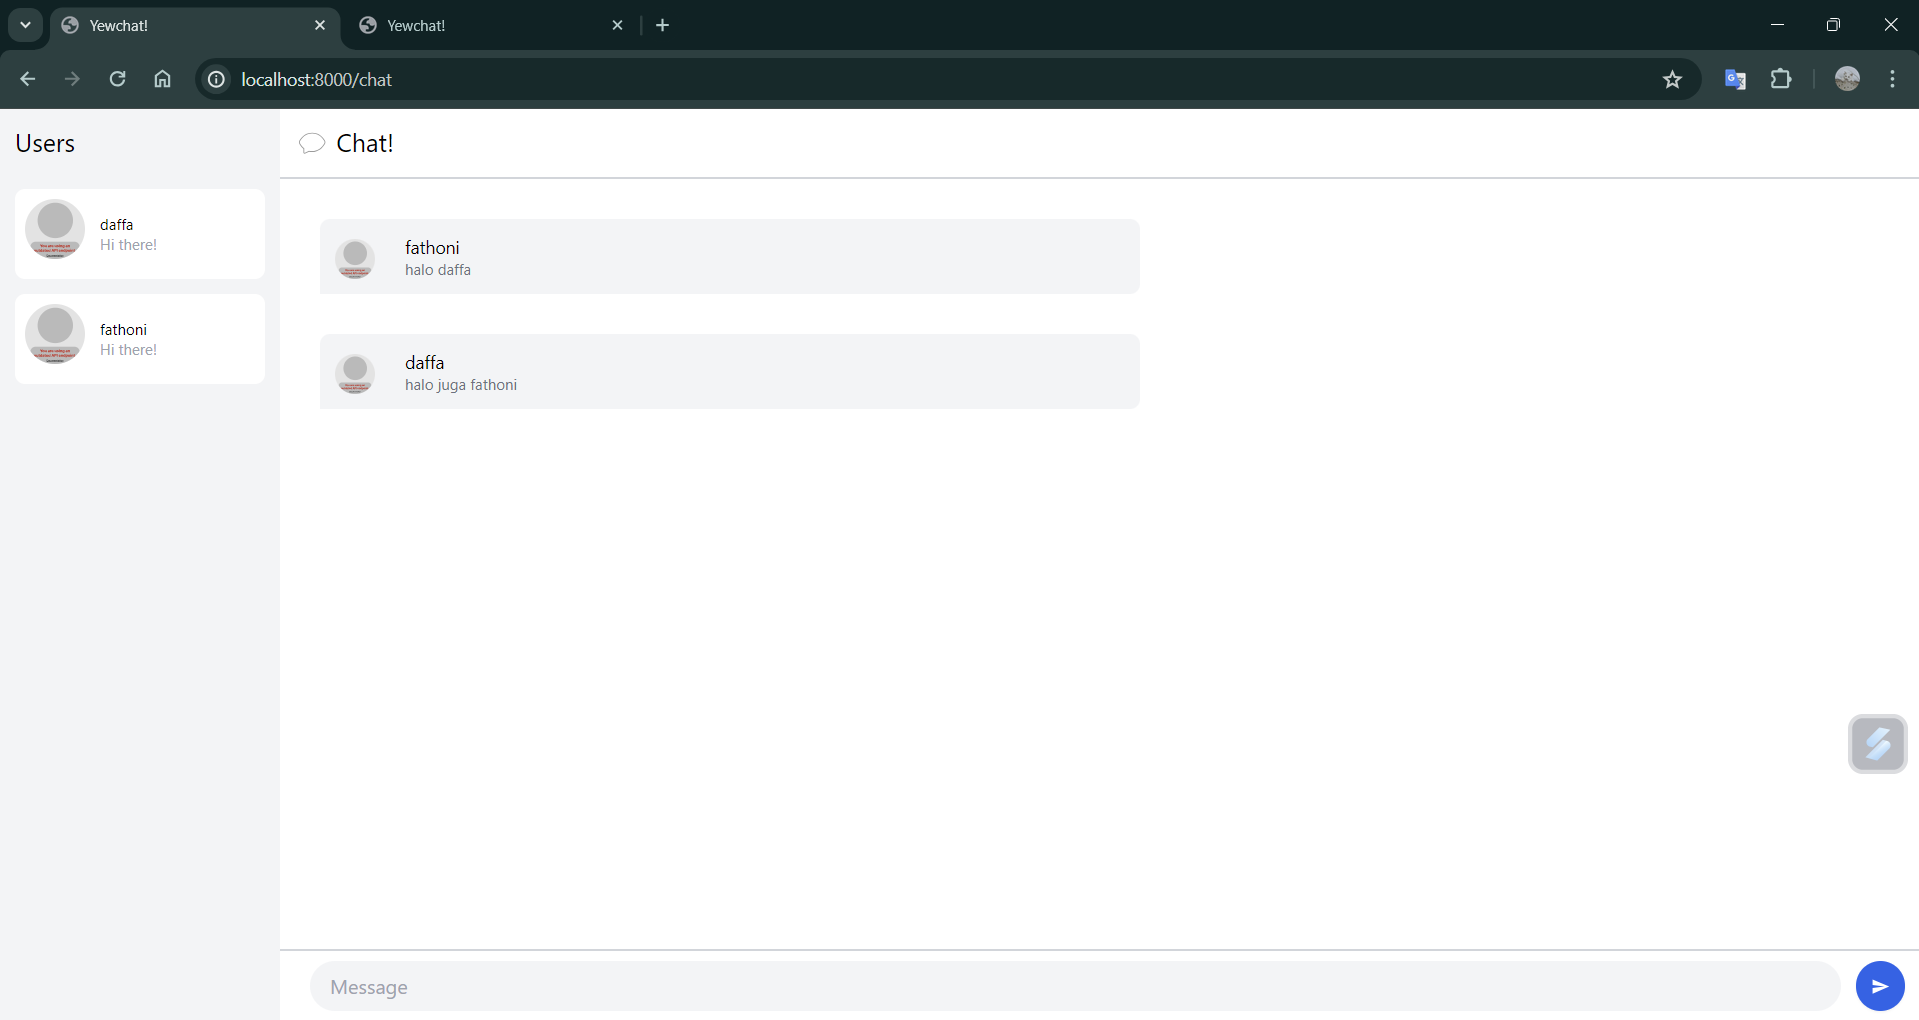 Yewchat!
Yewchat!
localhost:8000/chat
Users
daffa
Hi there!
fathoni
Hi there!
Chat!
fathoni
halo daffa
daffa
halo juga fathoni
Message